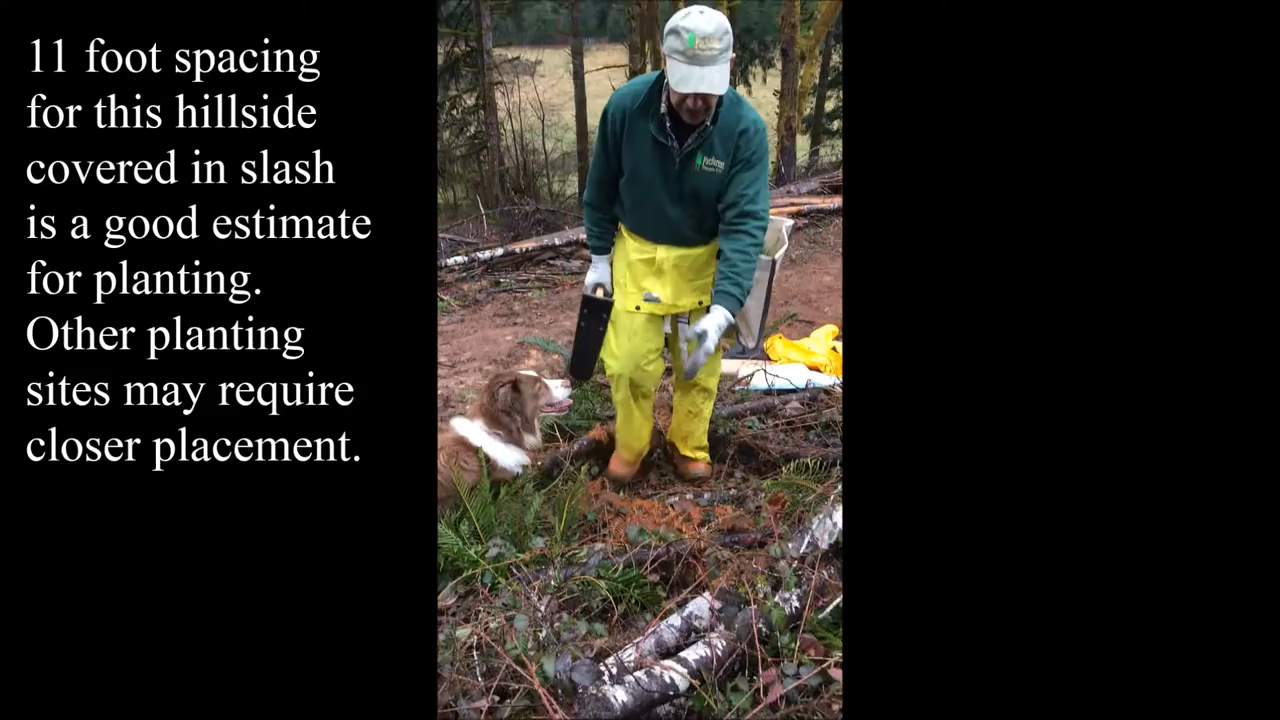 11 foot spacing
for this hillside
covered in slash
is a good estimate
for planting.
Other planting
sites may require
closer placement.